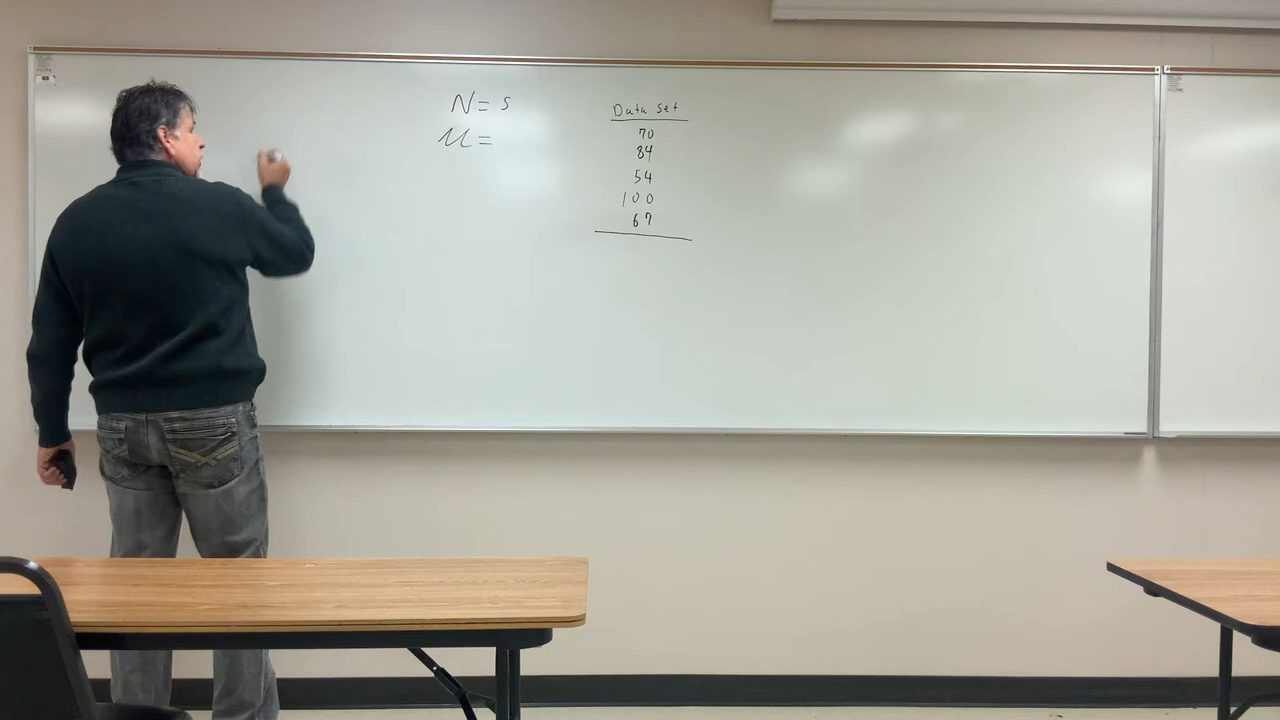 N = 5
μ =
Data Set
70
84
54
100
67